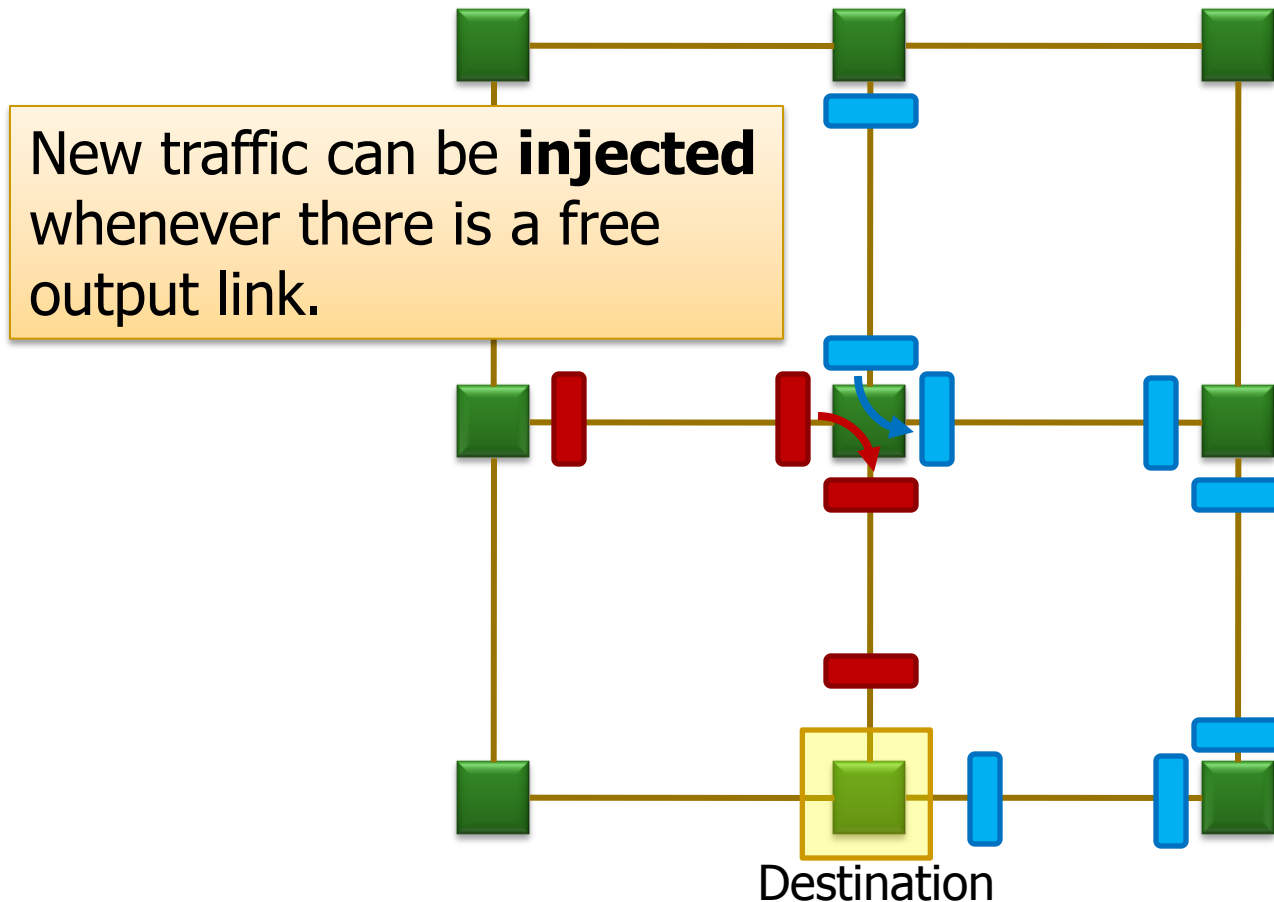 New traffic can be injected
whenever there is a free
output link.
Destination